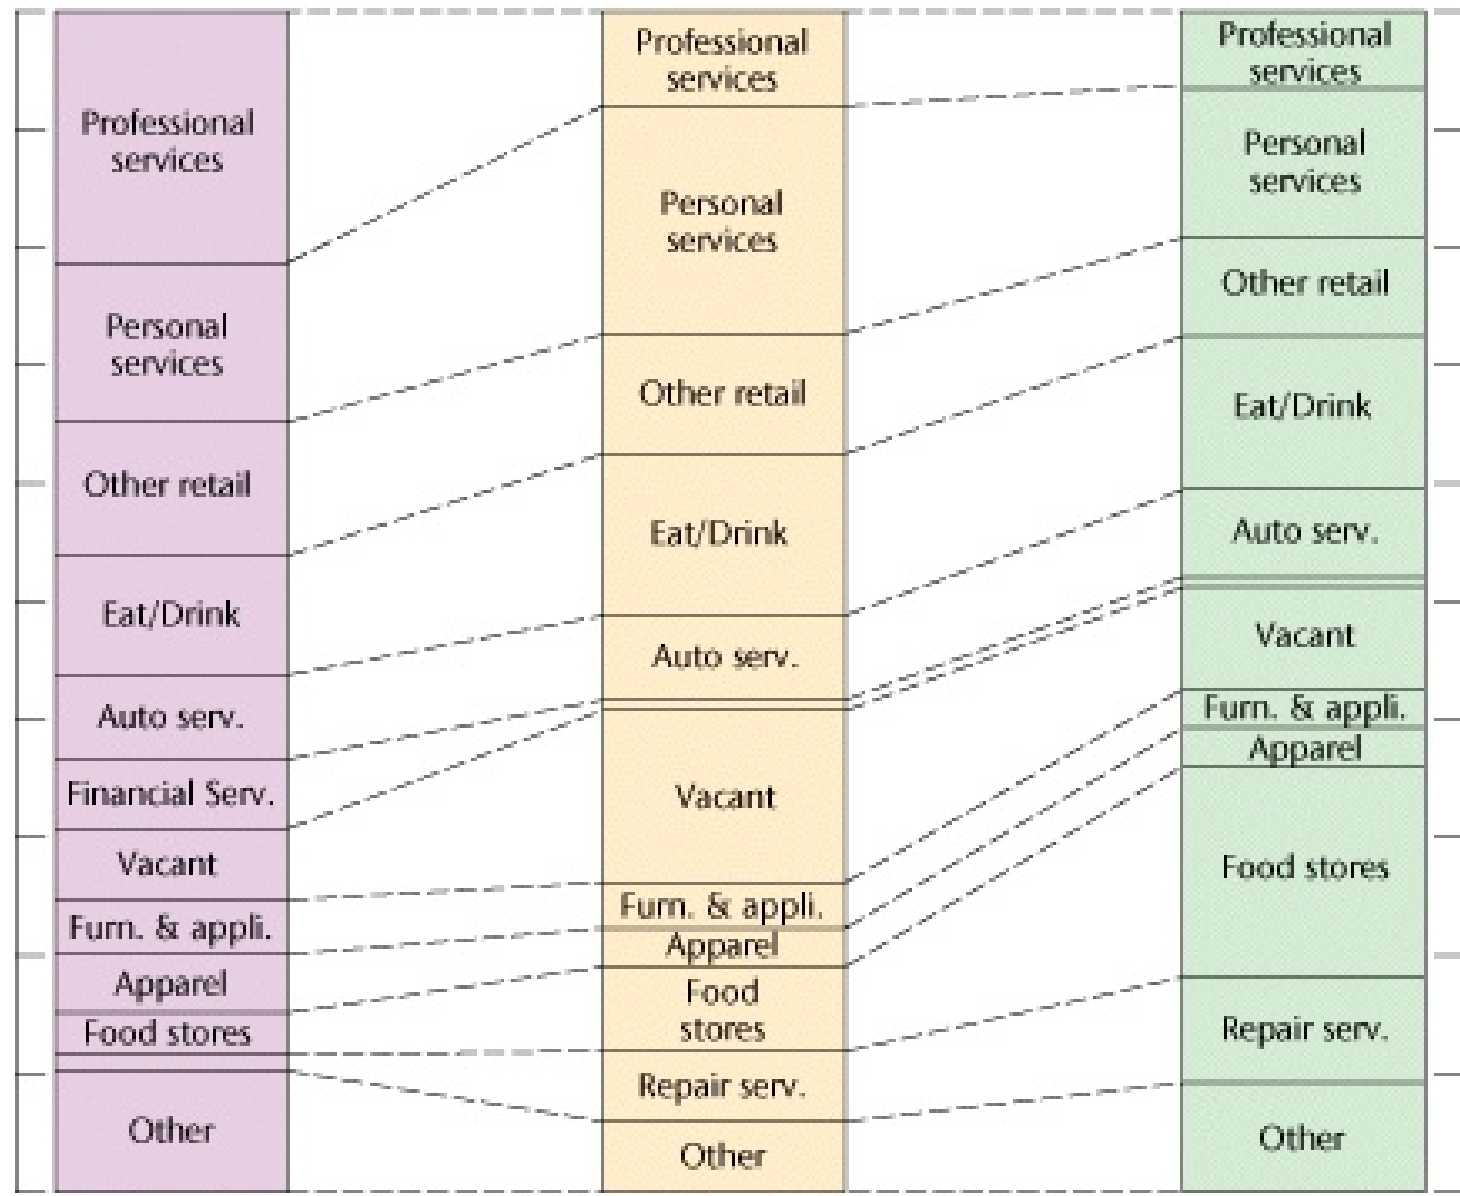 Professional
services
Personal
services
Other retail
Eat/Drink
Auto serv.
Financial Serv.
Vacant
Furn. & appli.
Apparel
Food stores
Other
Professional
services
Personal
services
Other retail
Eat/Drink
Auto serv.
Vacant
Furn. & appli.
Apparel
Food
stores
Repair serv.
Other
Professional
services
Personal
services
Other retail
Eat/Drink
Auto serv.
Vacant
Furn. & appli.
Apparel
Food stores
Repair serv.
Other